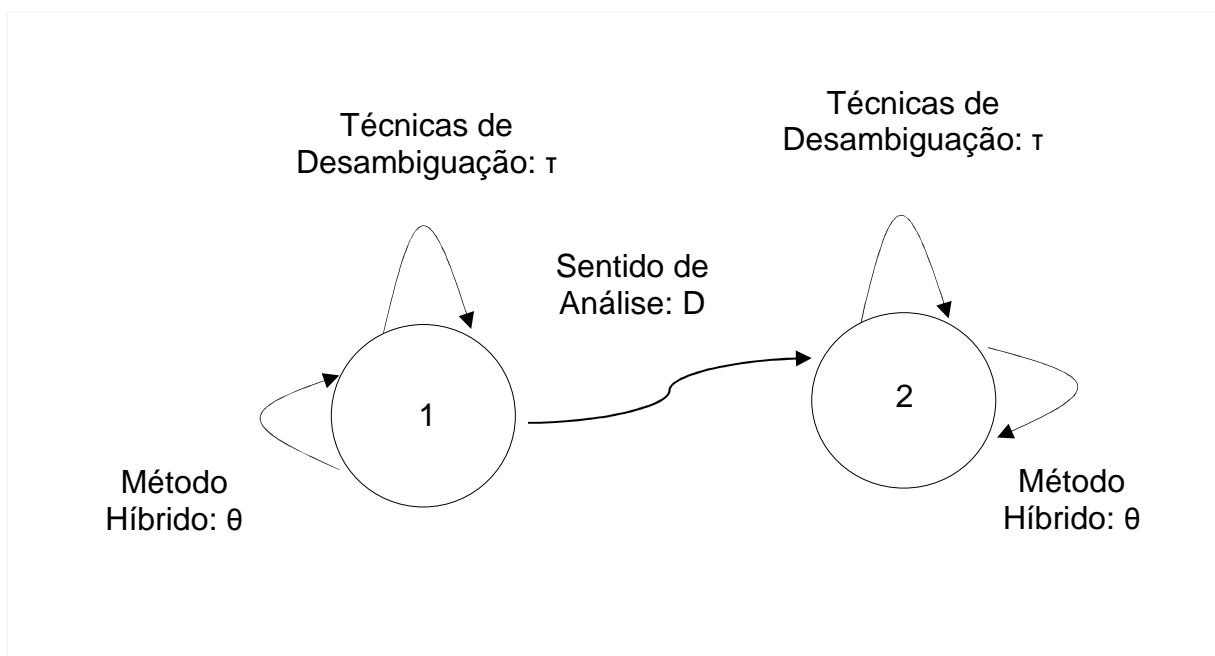 Técnicas de
Desambiguação: τ
Técnicas de
Desambiguação: τ
Sentido de
Análise: D
1
2
Método
Híbrido: θ
Método
Híbrido: θ